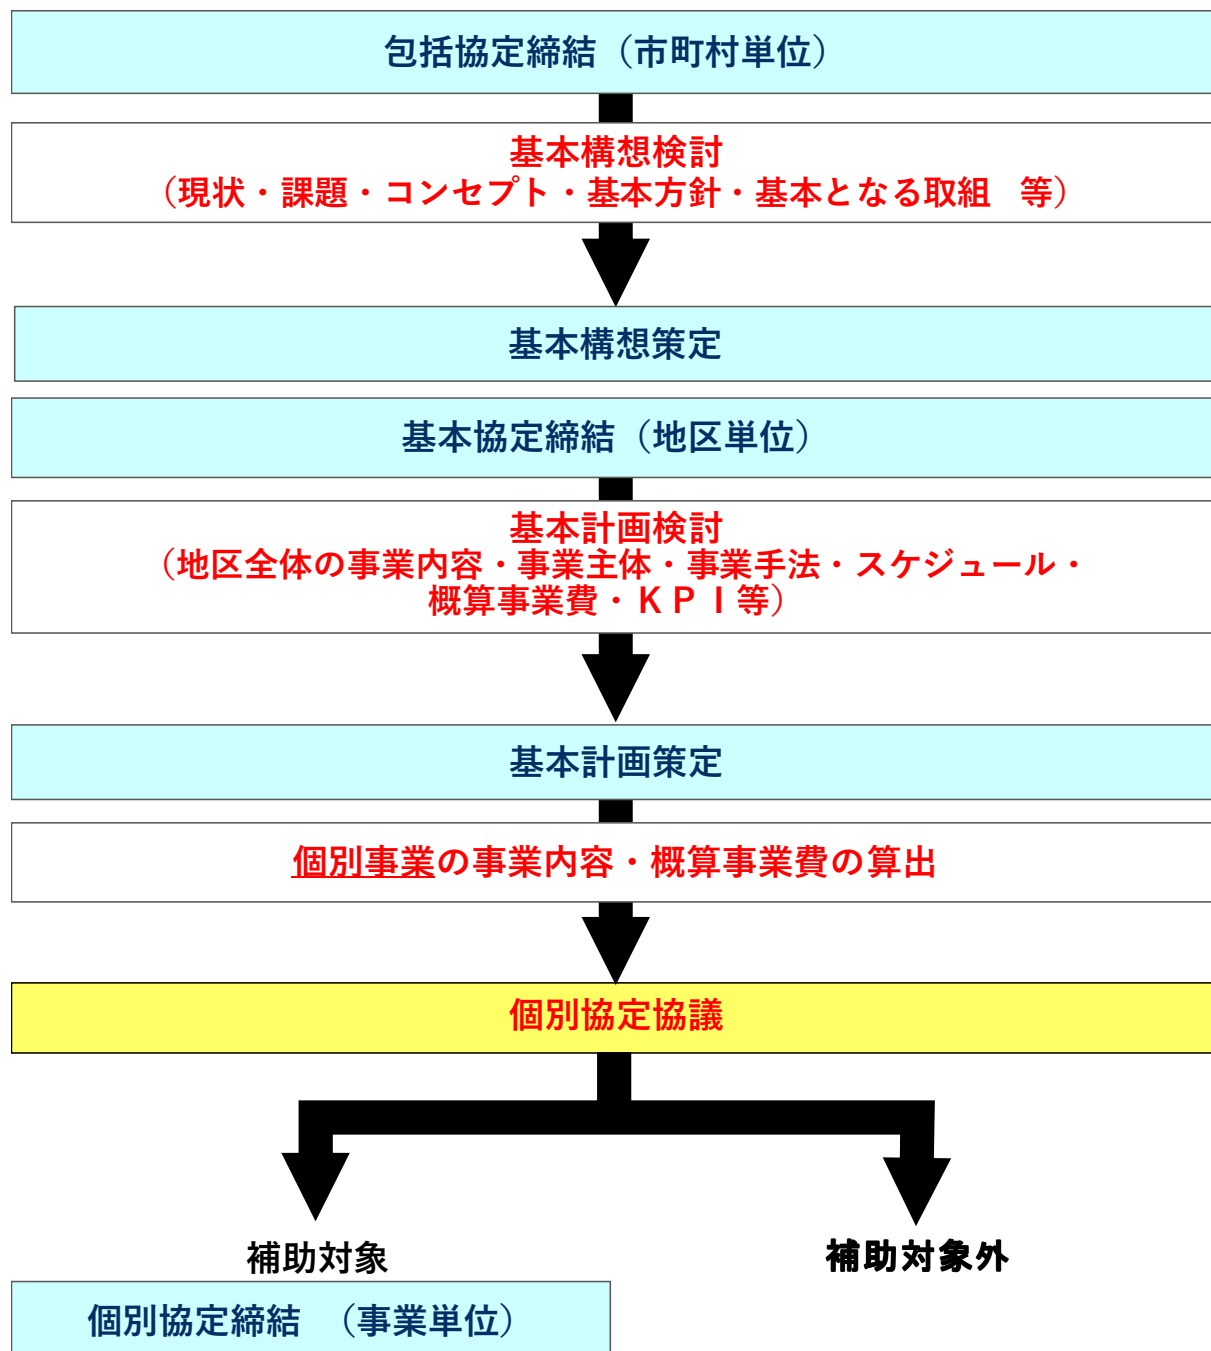 包括協定締結（市町村単位）
基本構想検討
（現状・課題・コンセプト・基本方針・基本となる取組　等）
基本構想策定
基本協定締結（地区単位）
基本計画検討
（地区全体の事業内容・事業主体・事業手法・スケジュール・
概算事業費・ＫＰＩ等）
基本計画策定
個別事業の事業内容・概算事業費の算出
個別協定協議
補助対象
補助対象外
個別協定締結　（事業単位）